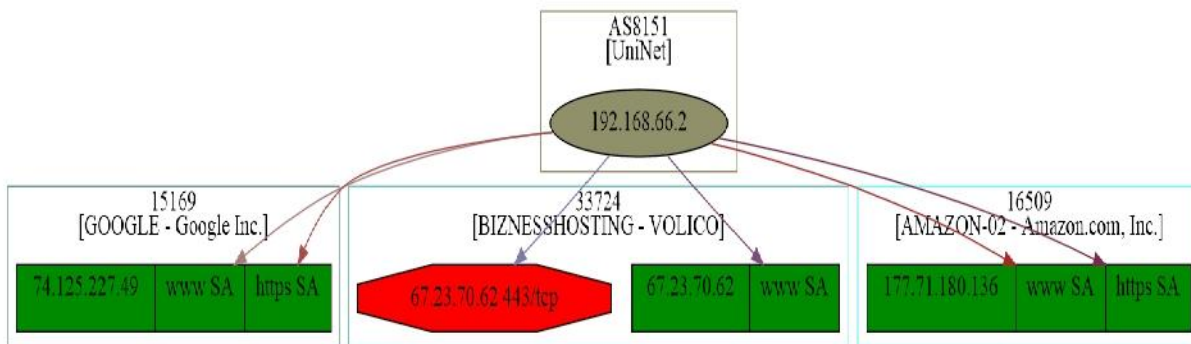 AS8151
[UniNet]
192.168.66.2
15169
[GOOGLE - Google Inc.]
33724
[BIZNESSHOSTING - VOLICO]
16509
[AMAZON-02 - Amazon.com, Inc.]
74.125.227.49 www SA https SA
67.23.70.62 443/tcp
67.23.70.62 www SA
177.71.180.136 www SA https SA